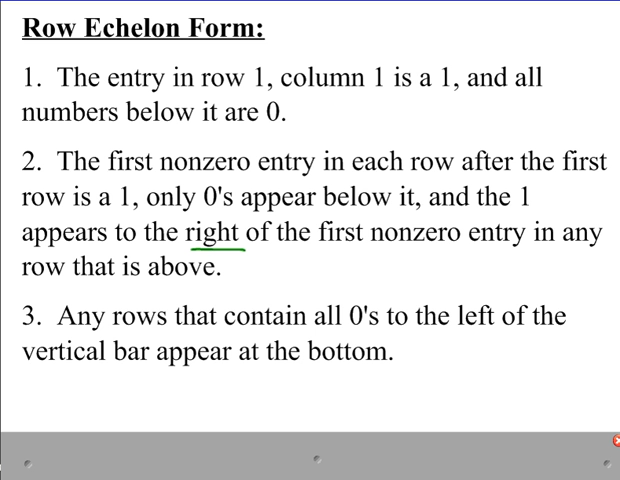 Row Echelon Form:
1. The entry in row 1, column 1 is a 1, and all
numbers below it are 0.
2. The first nonzero entry in each row after the first
row is a 1, only 0's appear below it, and the 1
appears to the right of the first nonzero entry in any
row that is above.
3. Any rows that contain all 0's to the left of the
vertical bar appear at the bottom.